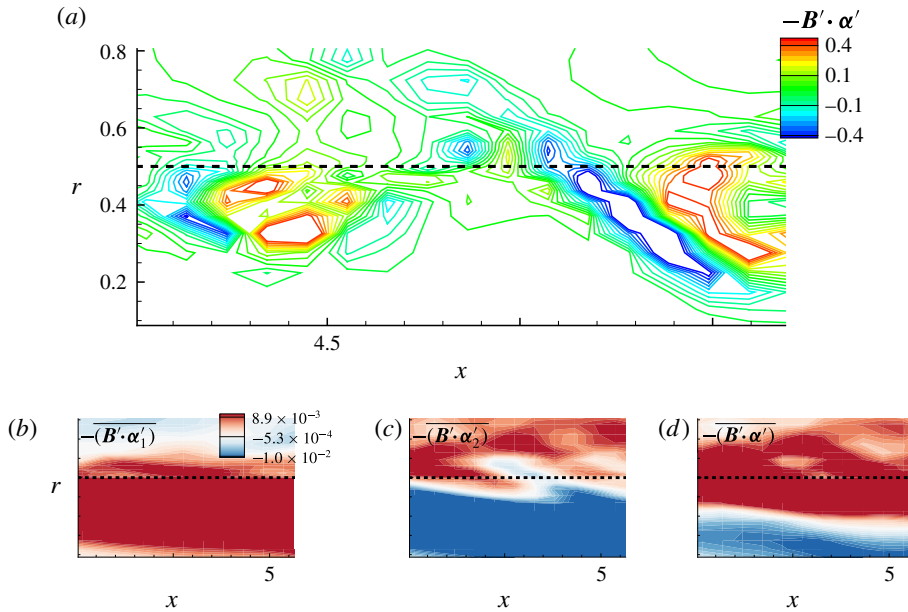 (a)
−B′ · α′
0.8
0.6
r
0.4
0.2
4.5
x
0.4
0.1
−0.1
−0.4
(b)
−(B′·α′₁)
8.9 × 10⁻³
−5.3 × 10⁻⁴
−1.0 × 10⁻²
r
5
x
(c)
−(B′·α′₂)
5
x
(d)
−(B′·α′)
5
x